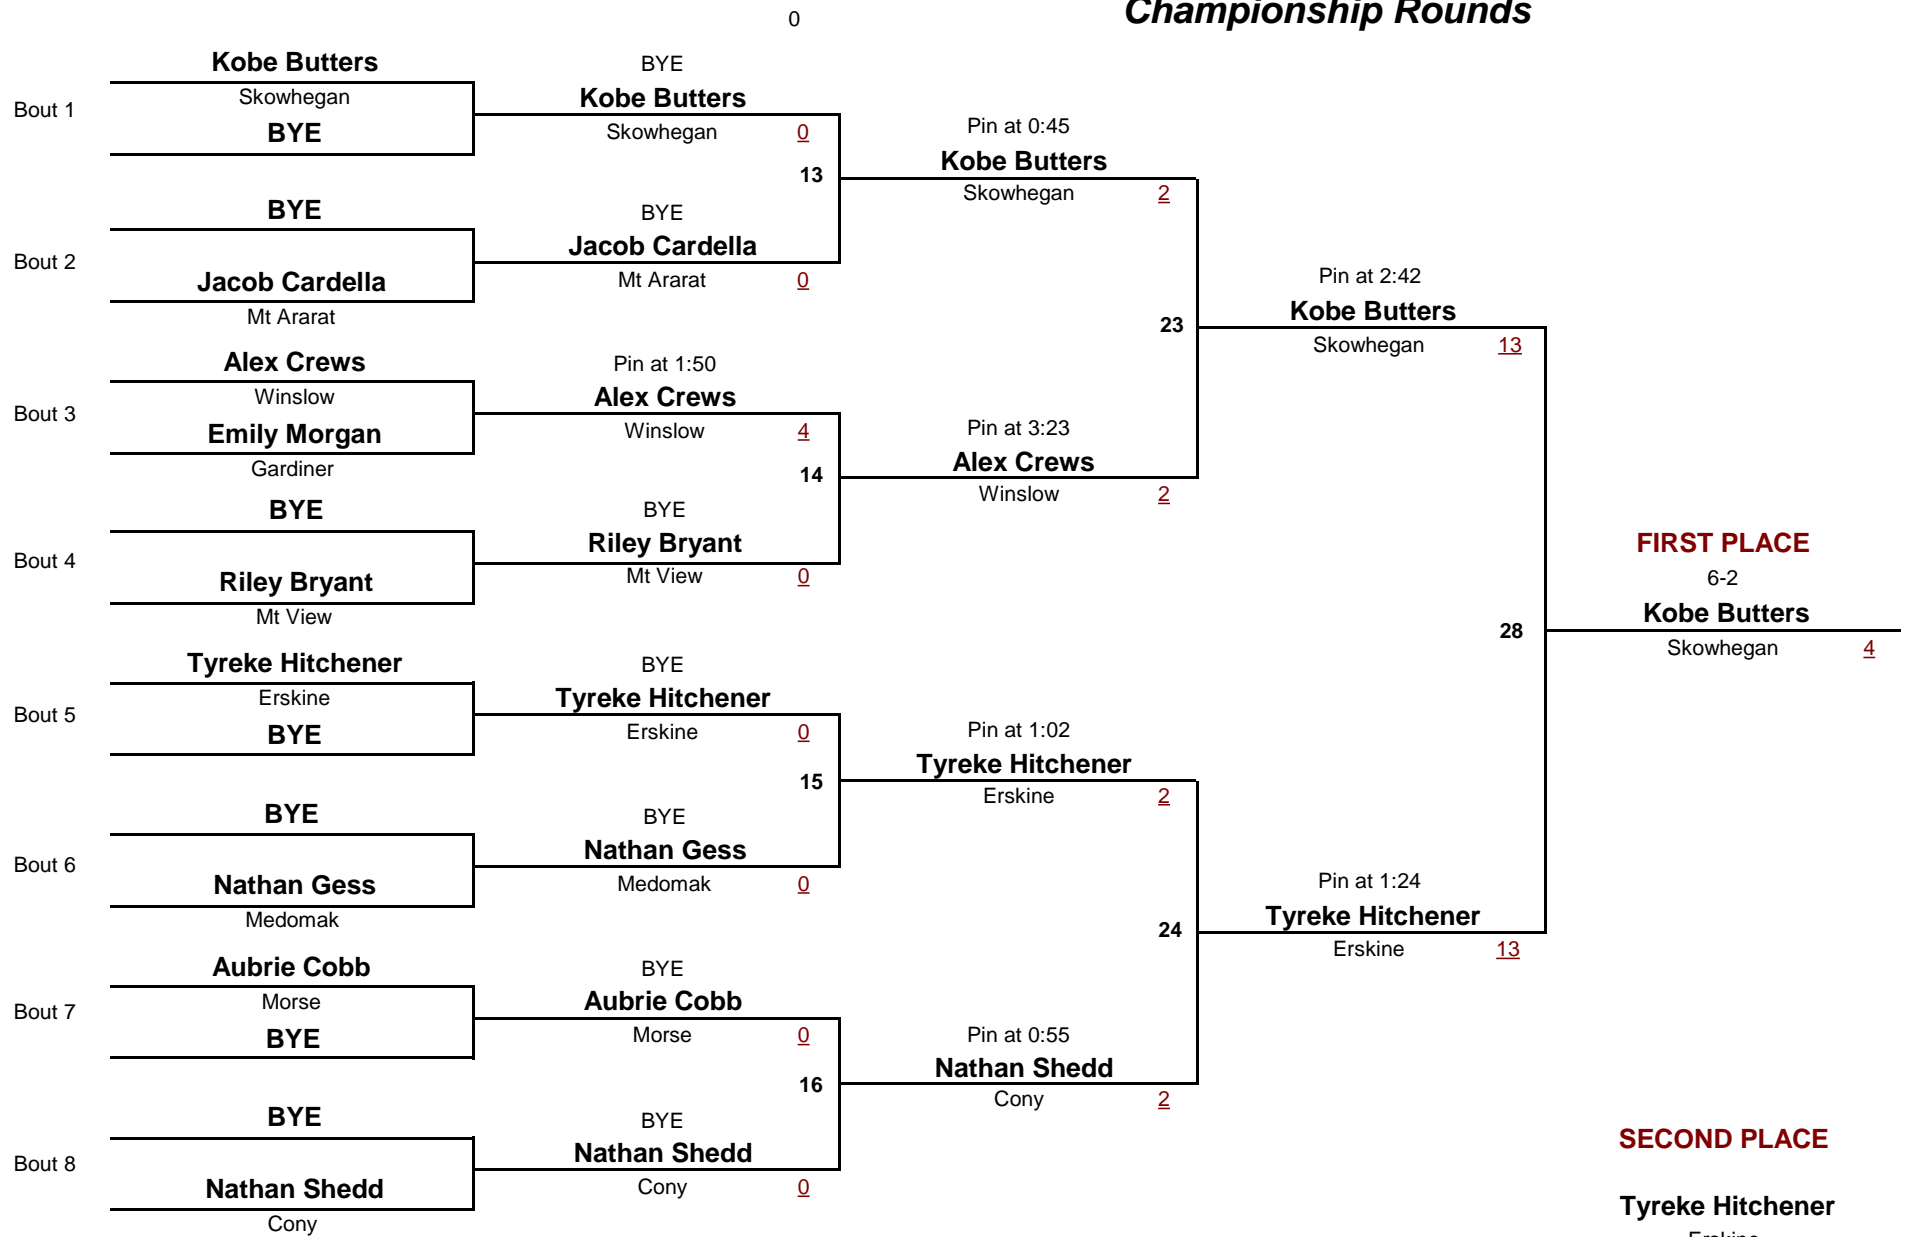 Championship Rounds
0
Bout 1
Kobe Butters
Skowhegan
BYE
Bout 2
BYE
Jacob Cardella
Mt Ararat
Bout 3
Alex Crews
Winslow
Emily Morgan
Gardiner
Bout 4
BYE
Riley Bryant
Mt View
Bout 5
Tyreke Hitchener
Erskine
BYE
Bout 6
BYE
Nathan Gess
Medomak
Bout 7
Aubrie Cobb
Morse
BYE
Bout 8
BYE
Nathan Shedd
Cony
BYE
Kobe Butters
Skowhegan 0
13
BYE
Jacob Cardella
Mt Ararat 0
Pin at 1:50
Alex Crews
Winslow 4
14
BYE
Riley Bryant
Mt View 0
BYE
Tyreke Hitchener
Erskine 0
15
BYE
Nathan Gess
Medomak 0
BYE
Aubrie Cobb
Morse 0
16
BYE
Nathan Shedd
Cony 0
Pin at 0:45
Kobe Butters
Skowhegan 2
23
Pin at 3:23
Alex Crews
Winslow 2
Pin at 1:02
Tyreke Hitchener
Erskine 2
24
Pin at 0:55
Nathan Shedd
Cony 2
Pin at 2:42
Kobe Butters
Skowhegan 13
28
Pin at 1:24
Tyreke Hitchener
Erskine 13
FIRST PLACE
6-2
Kobe Butters
Skowhegan 4
SECOND PLACE
Tyreke Hitchener
Erskine